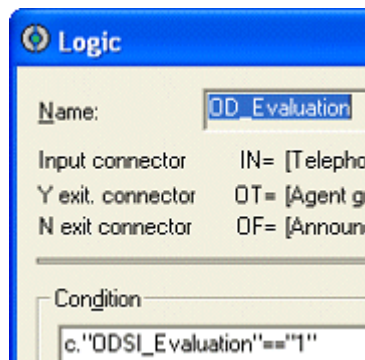 Logic
Name: OD_Evaluation
Input connector IN= [Telepho
Y exit. connector OT= [Agent g
N exit connector OF= [Announ
Condition
c."ODSI_Evaluation"=="1"